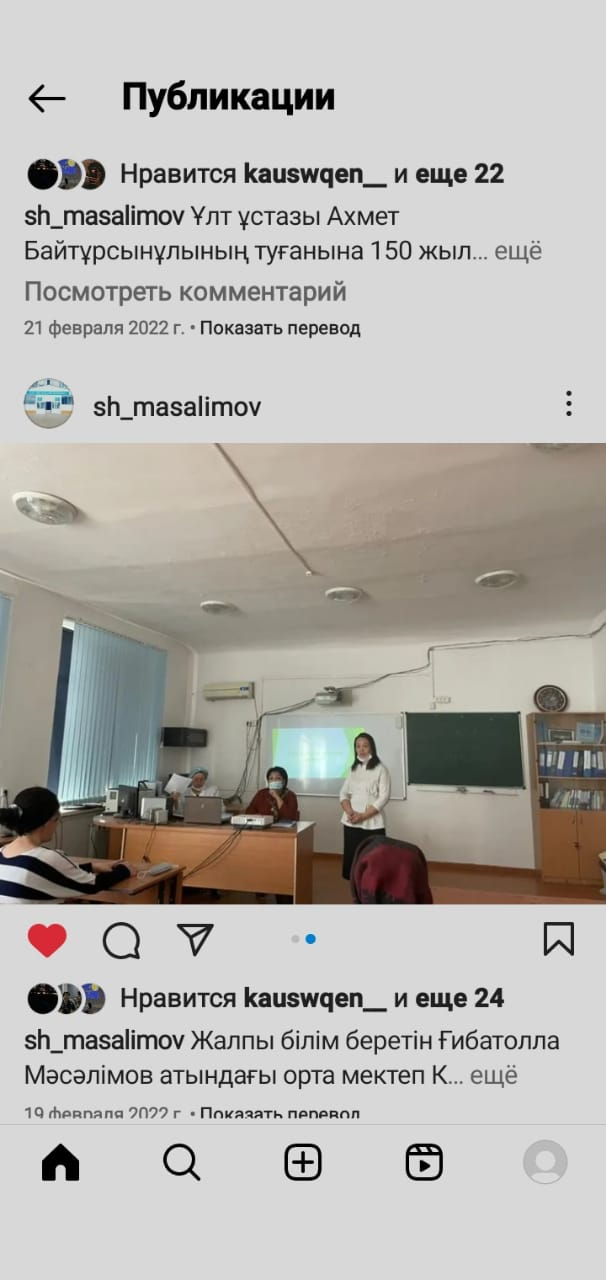 Публикации
Нравится kauswqen__ и еще 22
sh_masalimov Ұлт ұстазы Ахмет
Байтұрсынұлының туғанына 150 жыл... ещё
Посмотреть комментарий
21 февраля 2022 г. • Показать перевод
sh_masalimov
Нравится kauswqen__ и еще 24
sh_masalimov Жалпы білім беретін Ғибатолла
Мәсәлімов атындағы орта мектеп К... ещё
19 февраля 2022 г. • Показать перевод